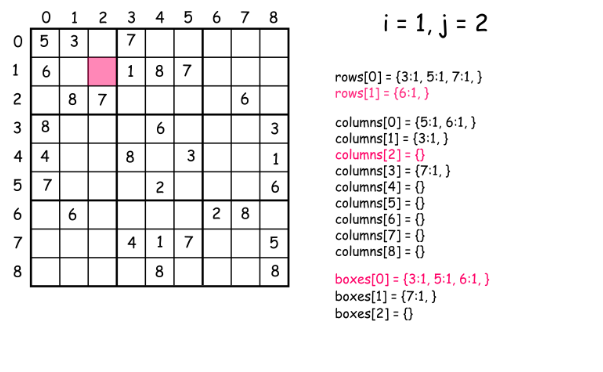 i = 1, j = 2
0 1 2 3 4 5 6 7 8
0 5 3 7
1 6 1 8 7
2 8 7 6
3 8 6 3
4 4 8 3 1
5 7 2 6
6 6 2 8
7 4 1 7 5
8 8 8
rows[0] = {3:1, 5:1, 7:1, }
rows[1] = {6:1, }
columns[0] = {5:1, 6:1, }
columns[1] = {3:1, }
columns[2] = {}
columns[3] = {7:1, }
columns[4] = {}
columns[5] = {}
columns[6] = {}
columns[7] = {}
columns[8] = {}
boxes[0] = {3:1, 5:1, 6:1, }
boxes[1] = {7:1, }
boxes[2] = {}